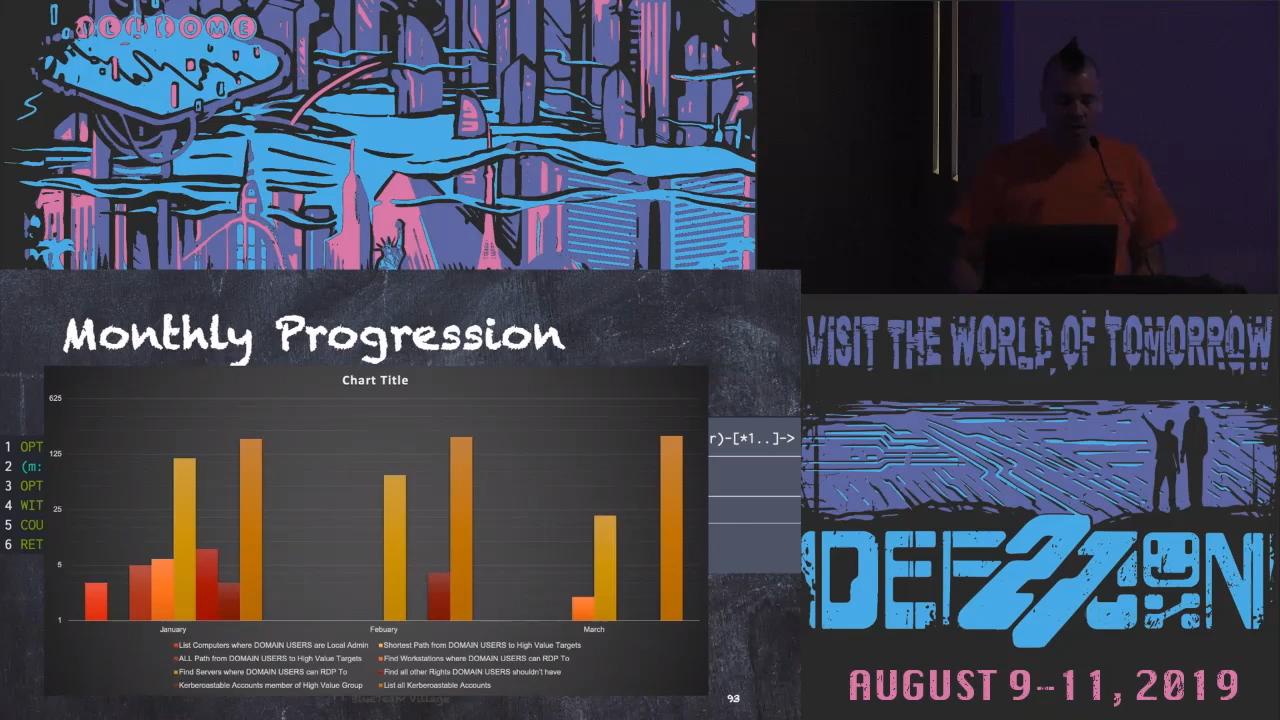 WELCOME
Monthly Progression
Chart Title
625
125
25
5
1
January
Febuary
March
List Computers where DOMAIN USERS are Local Admin
Shortest Path from DOMAIN USERS to High Value Targets
ALL Path from DOMAIN USERS to High Value Targets
Find Workstations where DOMAIN USERS can RDP To
Find Servers where DOMAIN USERS can RDP To
Find all other Rights DOMAIN USERS shouldn't have
Kerberoastable Accounts member of High Value Group
List all Kerberoastable Accounts
1 OPT
2 (m:
3 OPT
4 WIT
5 COU
6 RET
r)-[*1..]->
93
VISIT THE WORLD OF TOMORROW
DEF 27 CON
AUGUST 9-11, 2019